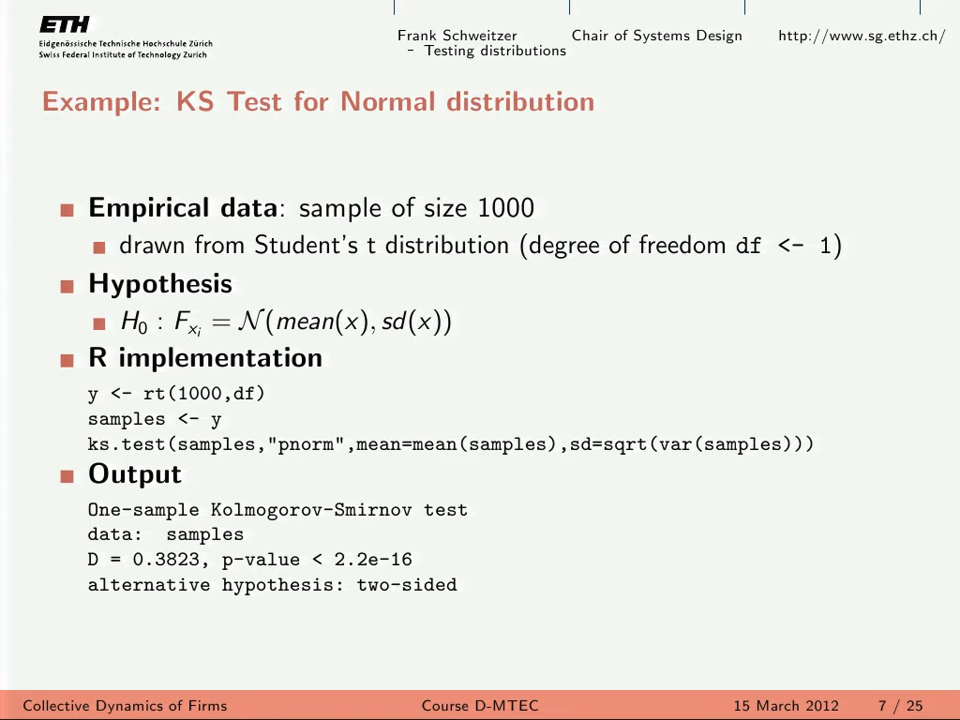 ETH
Eidgenössische Technische Hochschule Zürich
Swiss Federal Institute of Technology Zurich
Frank Schweitzer Chair of Systems Design http://www.sg.ethz.ch/
– Testing distributions
Example: KS Test for Normal distribution
Empirical data: sample of size 1000
drawn from Student's t distribution (degree of freedom df <- 1)
Hypothesis
H₀ : Fₓᵢ = 𝒩(mean(x), sd(x))
R implementation
y <- rt(1000,df)
samples <- y
ks.test(samples,"pnorm",mean=mean(samples),sd=sqrt(var(samples)))
Output
One-sample Kolmogorov-Smirnov test
data: samples
D = 0.3823, p-value < 2.2e-16
alternative hypothesis: two-sided
Collective Dynamics of Firms Course D-MTEC 15 March 2012 7 / 25